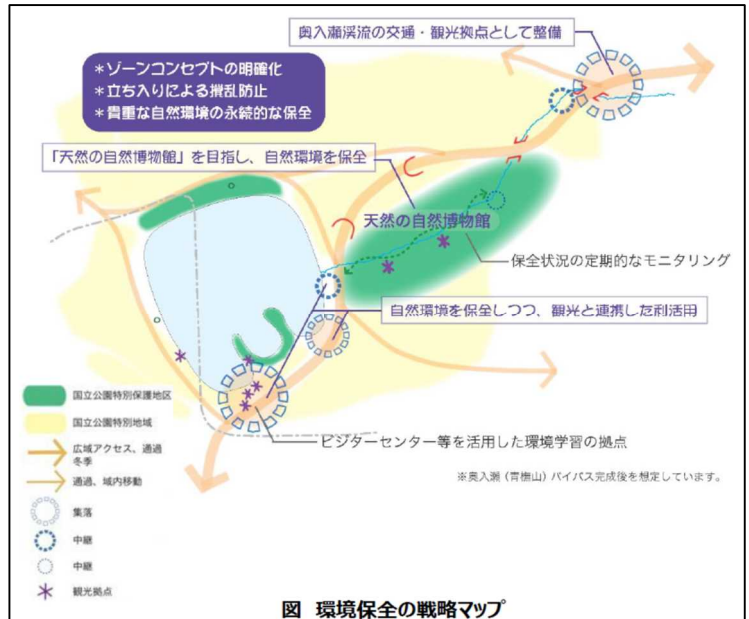 奥入瀬渓流の交通・観光拠点として整備
＊ゾーンコンセプトの明確化
＊立ち入りによる攪乱防止
＊貴重な自然環境の永続的な保全
「天然の自然博物館」を目指し、自然環境を保全
天然の自然博物館
保全状況の定期的なモニタリング
自然環境を保全しつつ、観光と連携した利活用
国立公園特別保護地区
国立公園特別地域
広域アクセス、通過
冬季
通過、域内移動
集落
中継
中継
観光拠点
ビジターセンター等を活用した環境学習の拠点
※奥入瀬（青橅山）バイパス完成後を想定しています。
図 環境保全の戦略マップ